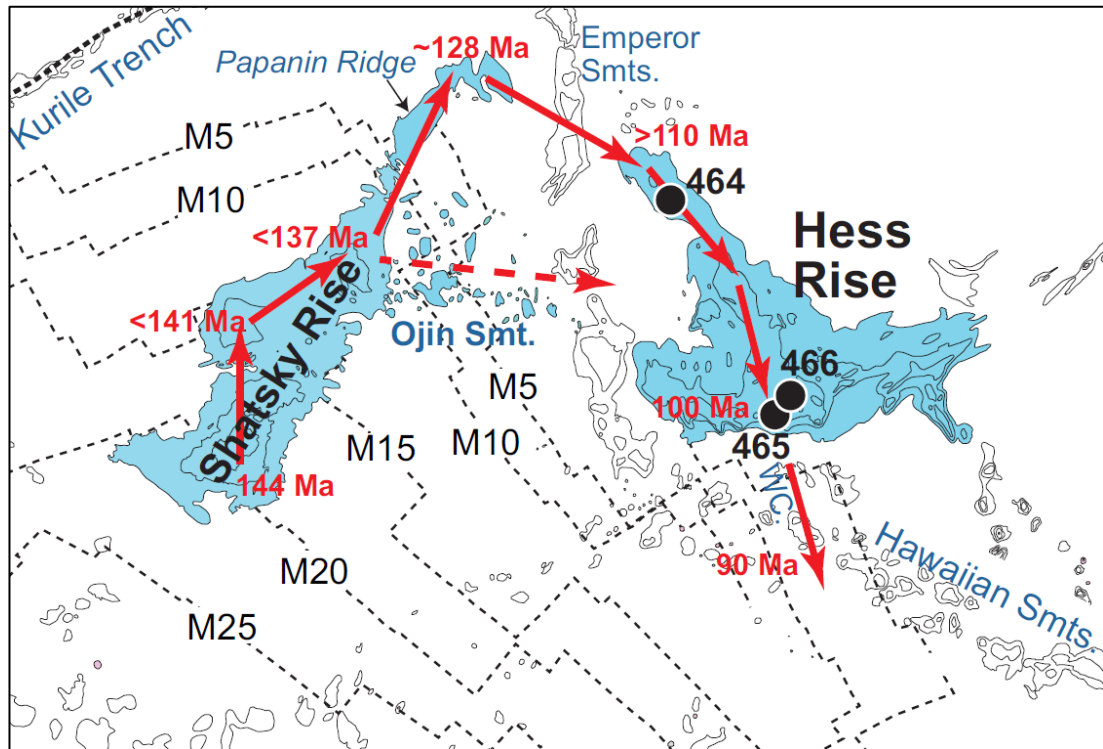 Kurile Trench
Papanin Ridge
~128 Ma
Emperor
Smts.
M5
M10
>110 Ma
464
Hess
Rise
<137 Ma
<141 Ma
Shatsky Rise
Ojin Smt.
M5
M10
M15
466
100 Ma
465
WC.
144 Ma
M20
M25
90 Ma
Hawaiian Smts.